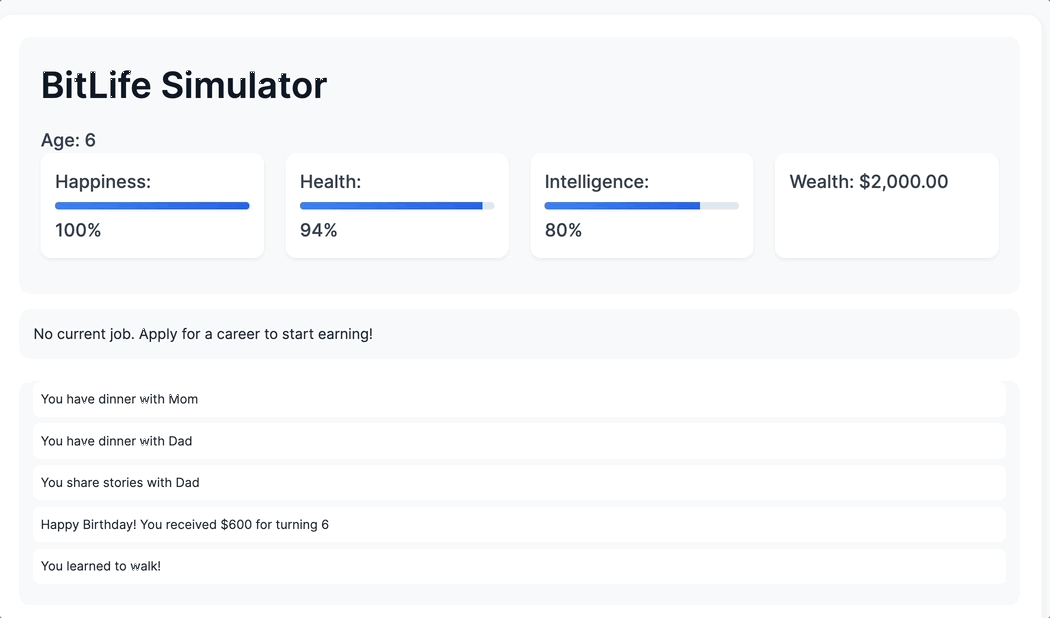 BitLife Simulator
Age: 6
Happiness:
100%
Health:
94%
Intelligence:
80%
Wealth: $2,000.00
No current job. Apply for a career to start earning!
You have dinner with Mom
You have dinner with Dad
You share stories with Dad
Happy Birthday! You received $600 for turning 6
You learned to walk!